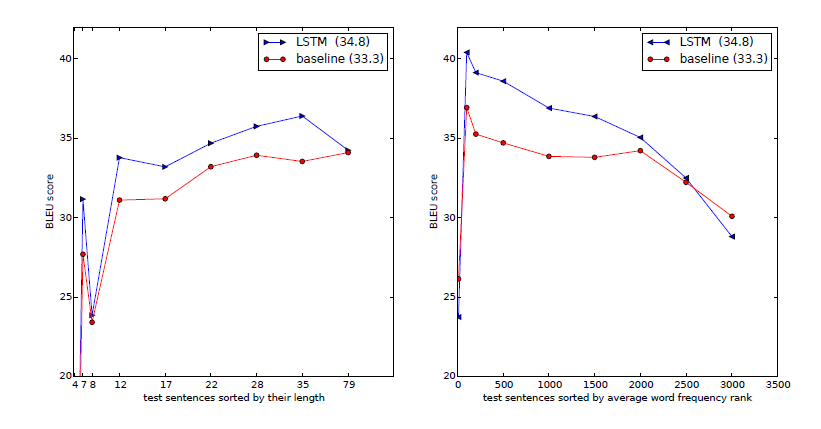 LSTM (34.8)
baseline (33.3)
BLEU score
40
35
30
25
20
4 7 8 12 17 22 28 35 79
test sentences sorted by their length
LSTM (34.8)
baseline (33.3)
BLEU score
40
35
30
25
20
0 500 1000 1500 2000 2500 3000 3500
test sentences sorted by average word frequency rank